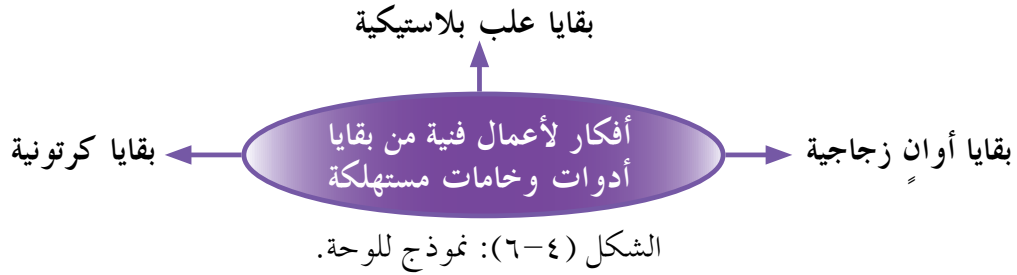 بقايا علب بلاستيكية
أفكار لأعمال فنية من بقايا
أدوات وخامات مستهلكة
بقايا أوانٍ زجاجية
بقايا كرتونية
الشكل (٤-٦): نموذج للوحة.